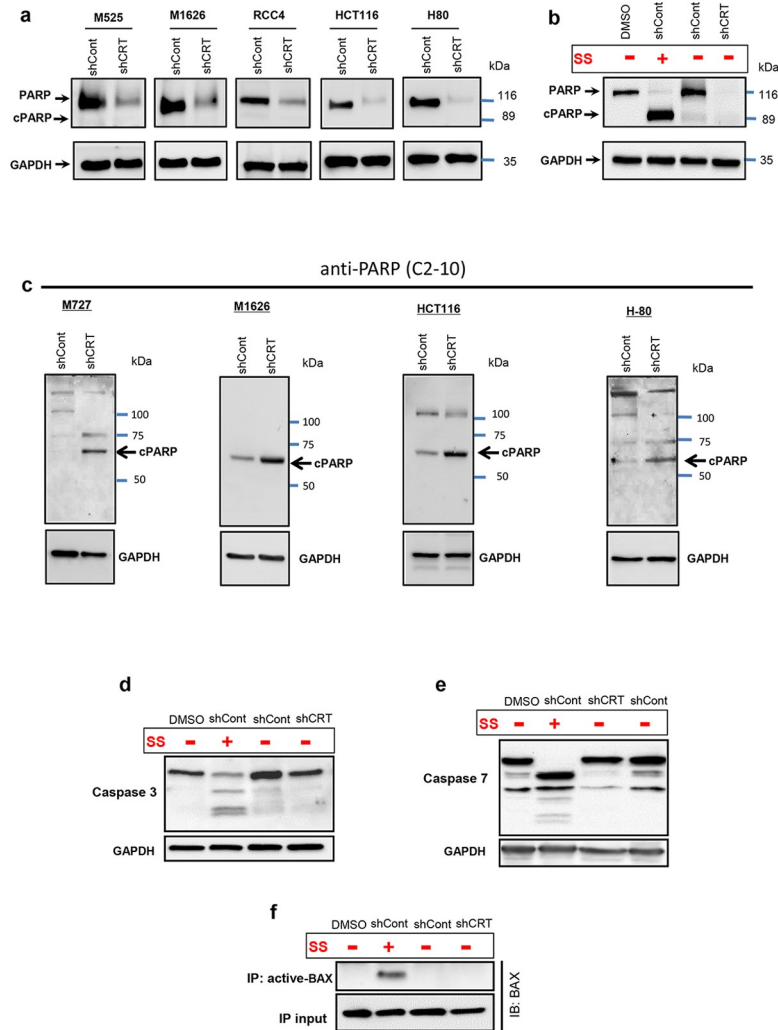 a
M525 M1626 RCC4 HCT116 H80
shCont shCRT shCont shCRT shCont shCRT shCont shCRT shCont shCRT
kDa
PARP
cPARP
116
89
GAPDH
35
b
DMSO shCont shCont shCRT
SS - + - -
kDa
PARP
cPARP
116
89
GAPDH
35
anti-PARP (C2-10)
c
M727
shCont shCRT
kDa
100
75
cPARP
50
GAPDH
M1626
shCont shCRT
kDa
100
75
cPARP
50
GAPDH
HCT116
shCont shCRT
kDa
100
75
cPARP
50
GAPDH
H-80
shCont shCRT
kDa
100
75
cPARP
50
GAPDH
d
DMSO shCont shCont shCRT
SS - + - -
Caspase 3
GAPDH
e
DMSO shCont shCRT shCont
SS - + - -
Caspase 7
GAPDH
f
DMSO shCont shCont shCRT
SS - + - -
IP: active-BAX
IP input
IB: BAX